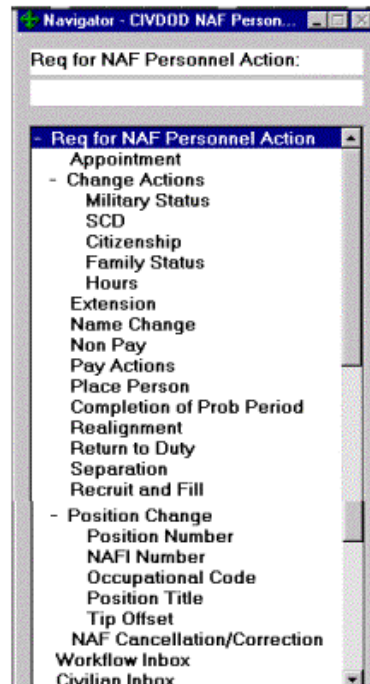 Navigator - CIVDOD NAF Person...
Req for NAF Personnel Action:
- Req for NAF Personnel Action
Appointment
- Change Actions
Military Status
SCD
Citizenship
Family Status
Hours
Extension
Name Change
Non Pay
Pay Actions
Place Person
Completion of Prob Period
Realignment
Return to Duty
Separation
Recruit and Fill
- Position Change
Position Number
NAFI Number
Occupational Code
Position Title
Tip Offset
NAF Cancellation/Correction
Workflow Inbox
Civilian Inbox